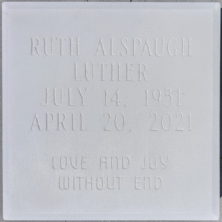 RUTH ALSPAUGH
LUTHER
JULY 14, 1951
APRIL 20, 2021
LOVE AND JOY
WITHOUT END